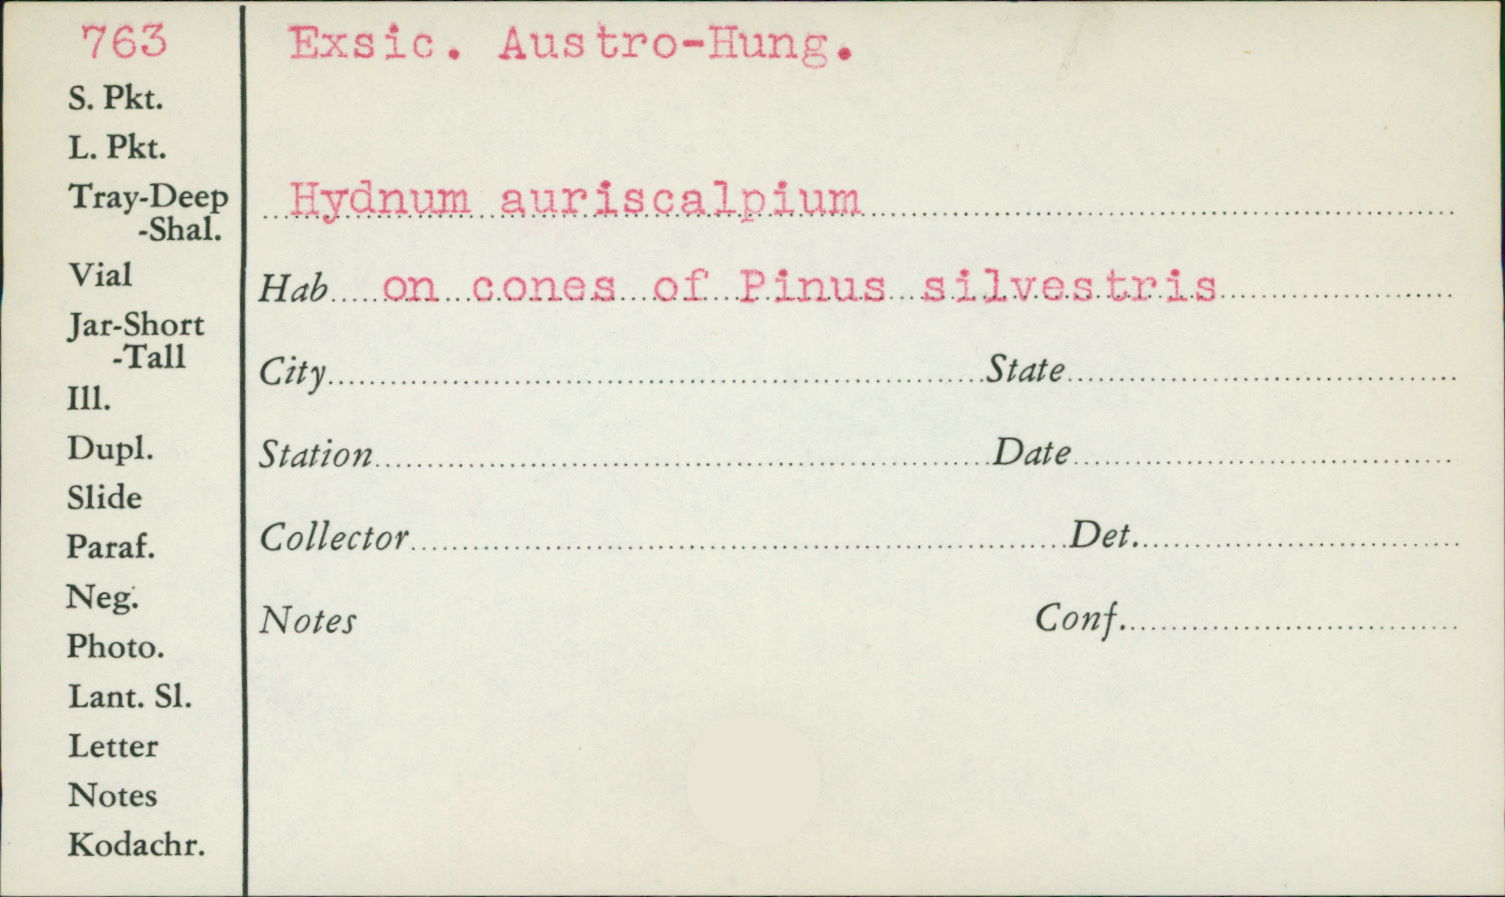 763
Exsic. Austro-Hung.
S. Pkt.
L. Pkt.
Tray-Deep
-Shal.
Hydnum auriscalpium
Vial
Hab on cones of Pinus silvestris
Jar-Short
-Tall
City State
Ill.
Dupl.
Station Date
Slide
Paraf.
Collector Det.
Neg.
Notes Conf.
Photo.
Lant. Sl.
Letter
Notes
Kodachr.